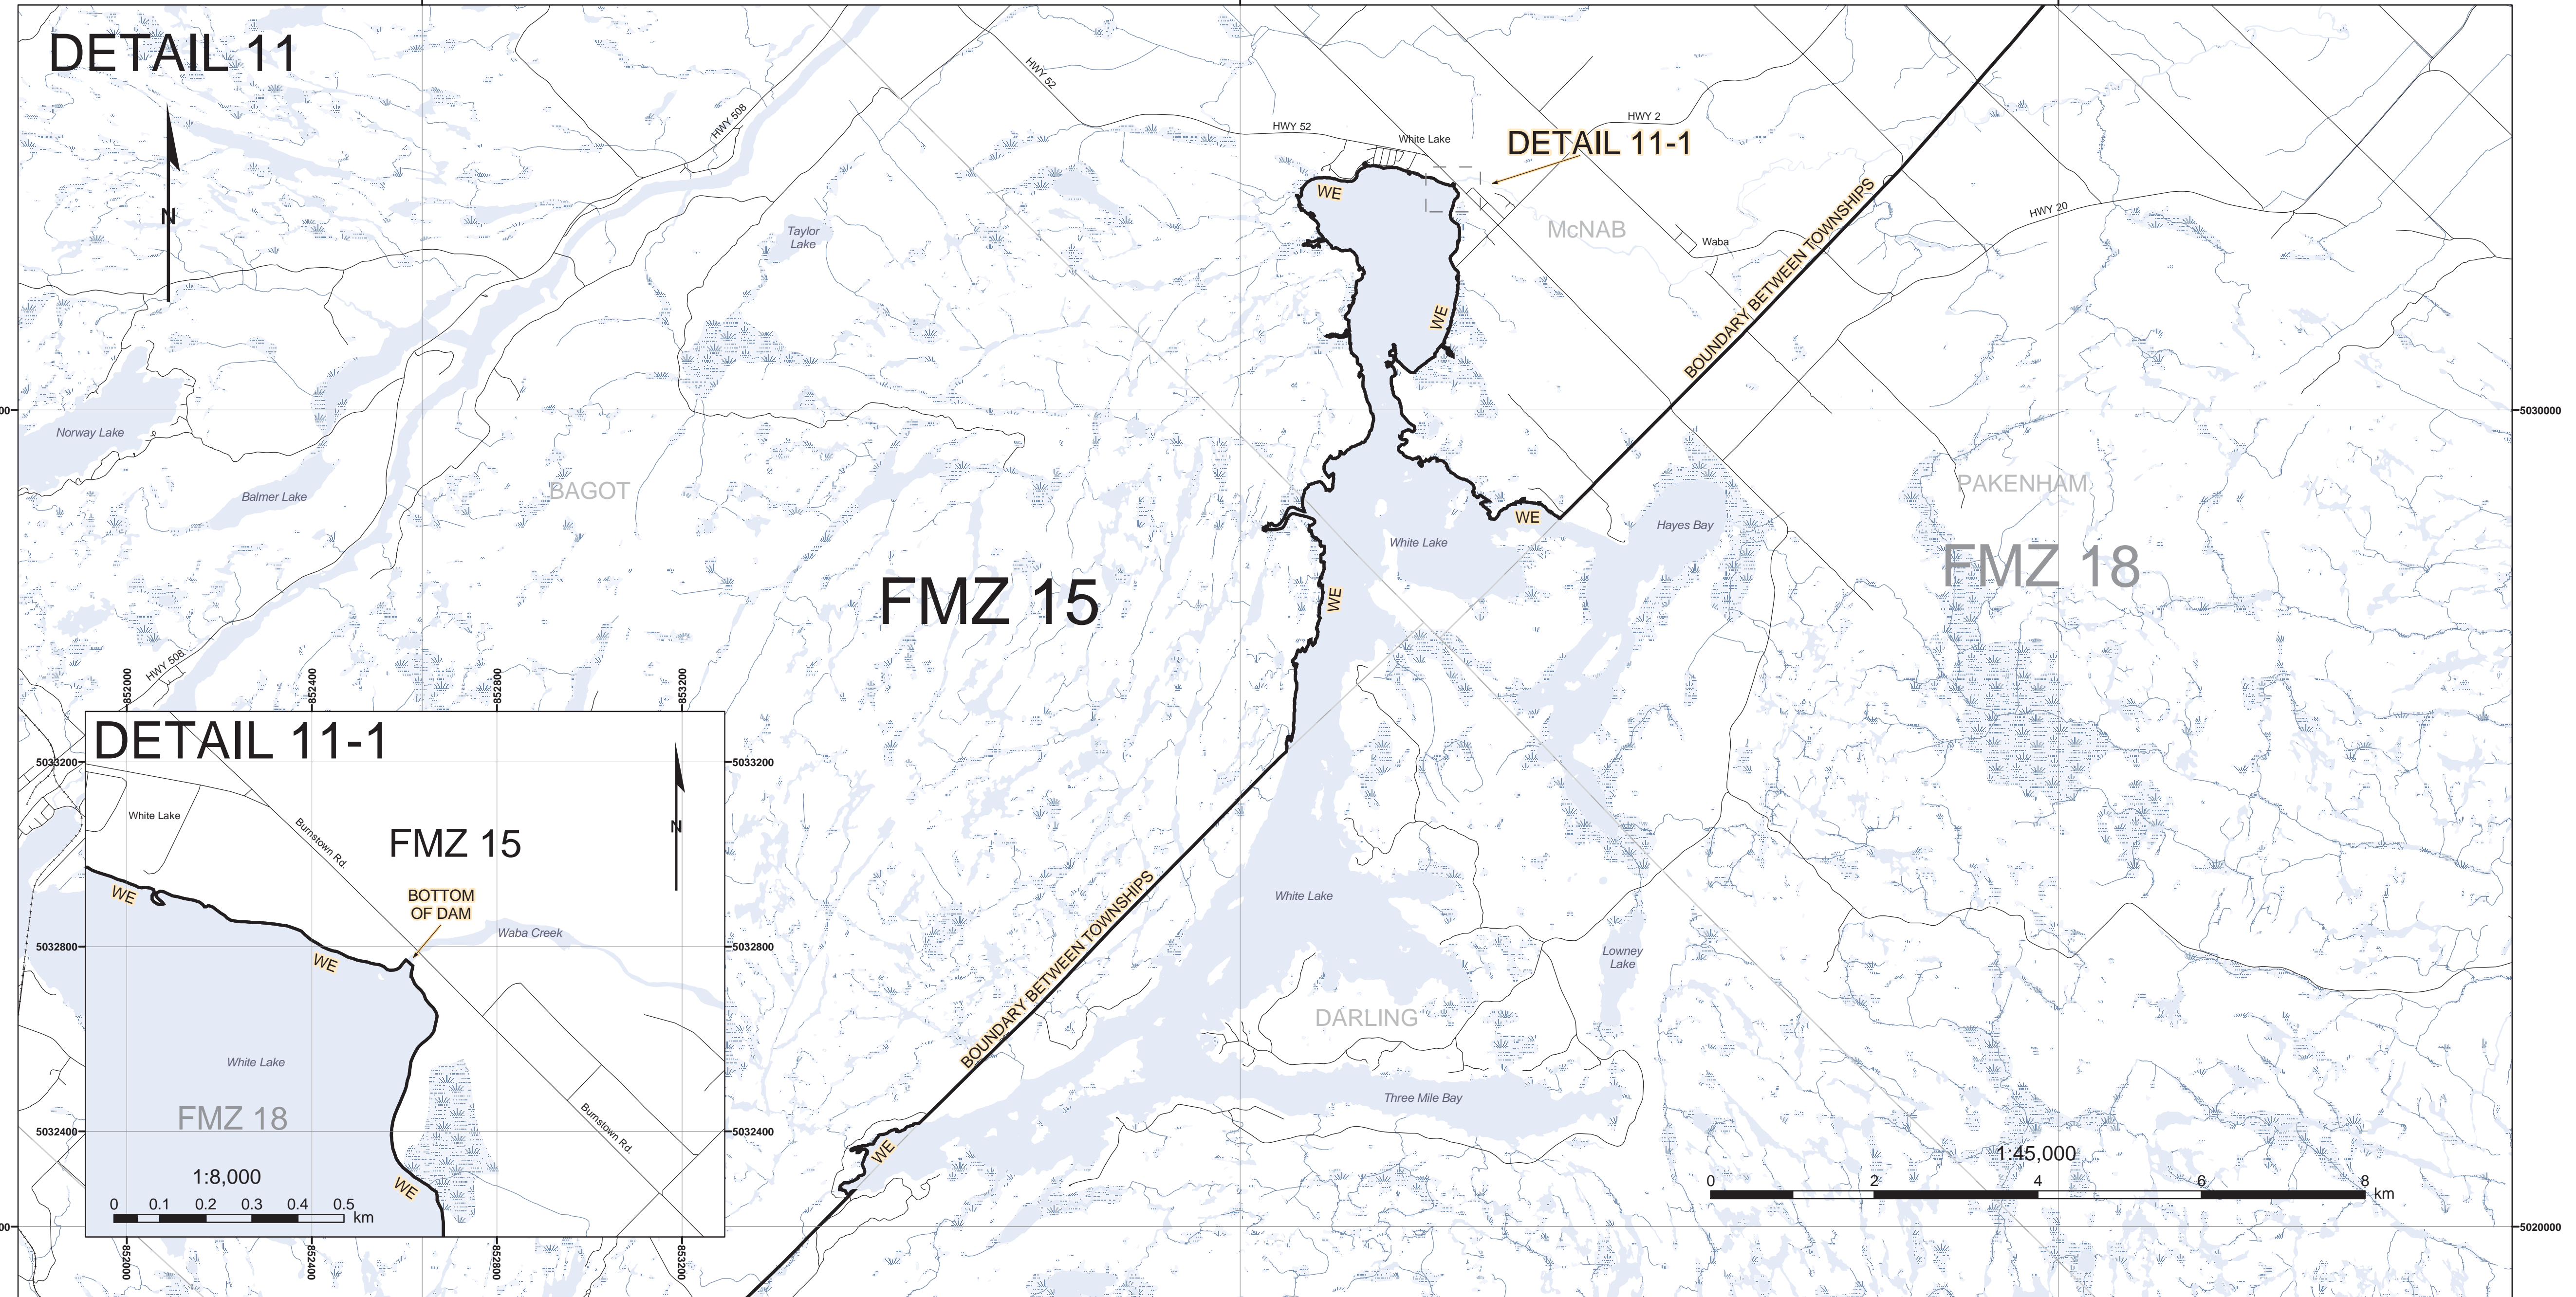 DETAIL 11
N
HWY 508
HWY 52
HWY 52
White Lake
HWY 2
DETAIL 11-1
WE
McNAB
Waba
HWY 20
BOUNDARY BETWEEN TOWNSHIPS
Taylor
Lake
WE
00
5030000
Norway Lake
Balmer Lake
BAGOT
PAKENHAM
WE
Hayes Bay
White Lake
FMZ 15
FMZ 18
WE
HWY 508
852000
852400
852800
853200
DETAIL 11-1
5033200
5033200
N
White Lake
Burnstown Rd.
FMZ 15
WE
BOTTOM
OF DAM
Waba Creek
5032800
5032800
WE
White Lake
FMZ 18
5032400
5032400
Burnstown Rd.
1:8,000
WE
0 0.1 0.2 0.3 0.4 0.5 km
852000
852400
852800
853200
White Lake
BOUNDARY BETWEEN TOWNSHIPS
Lowney
Lake
DARLING
Three Mile Bay
WE
1:45,000
0 2 4 6 8 km
00
5020000